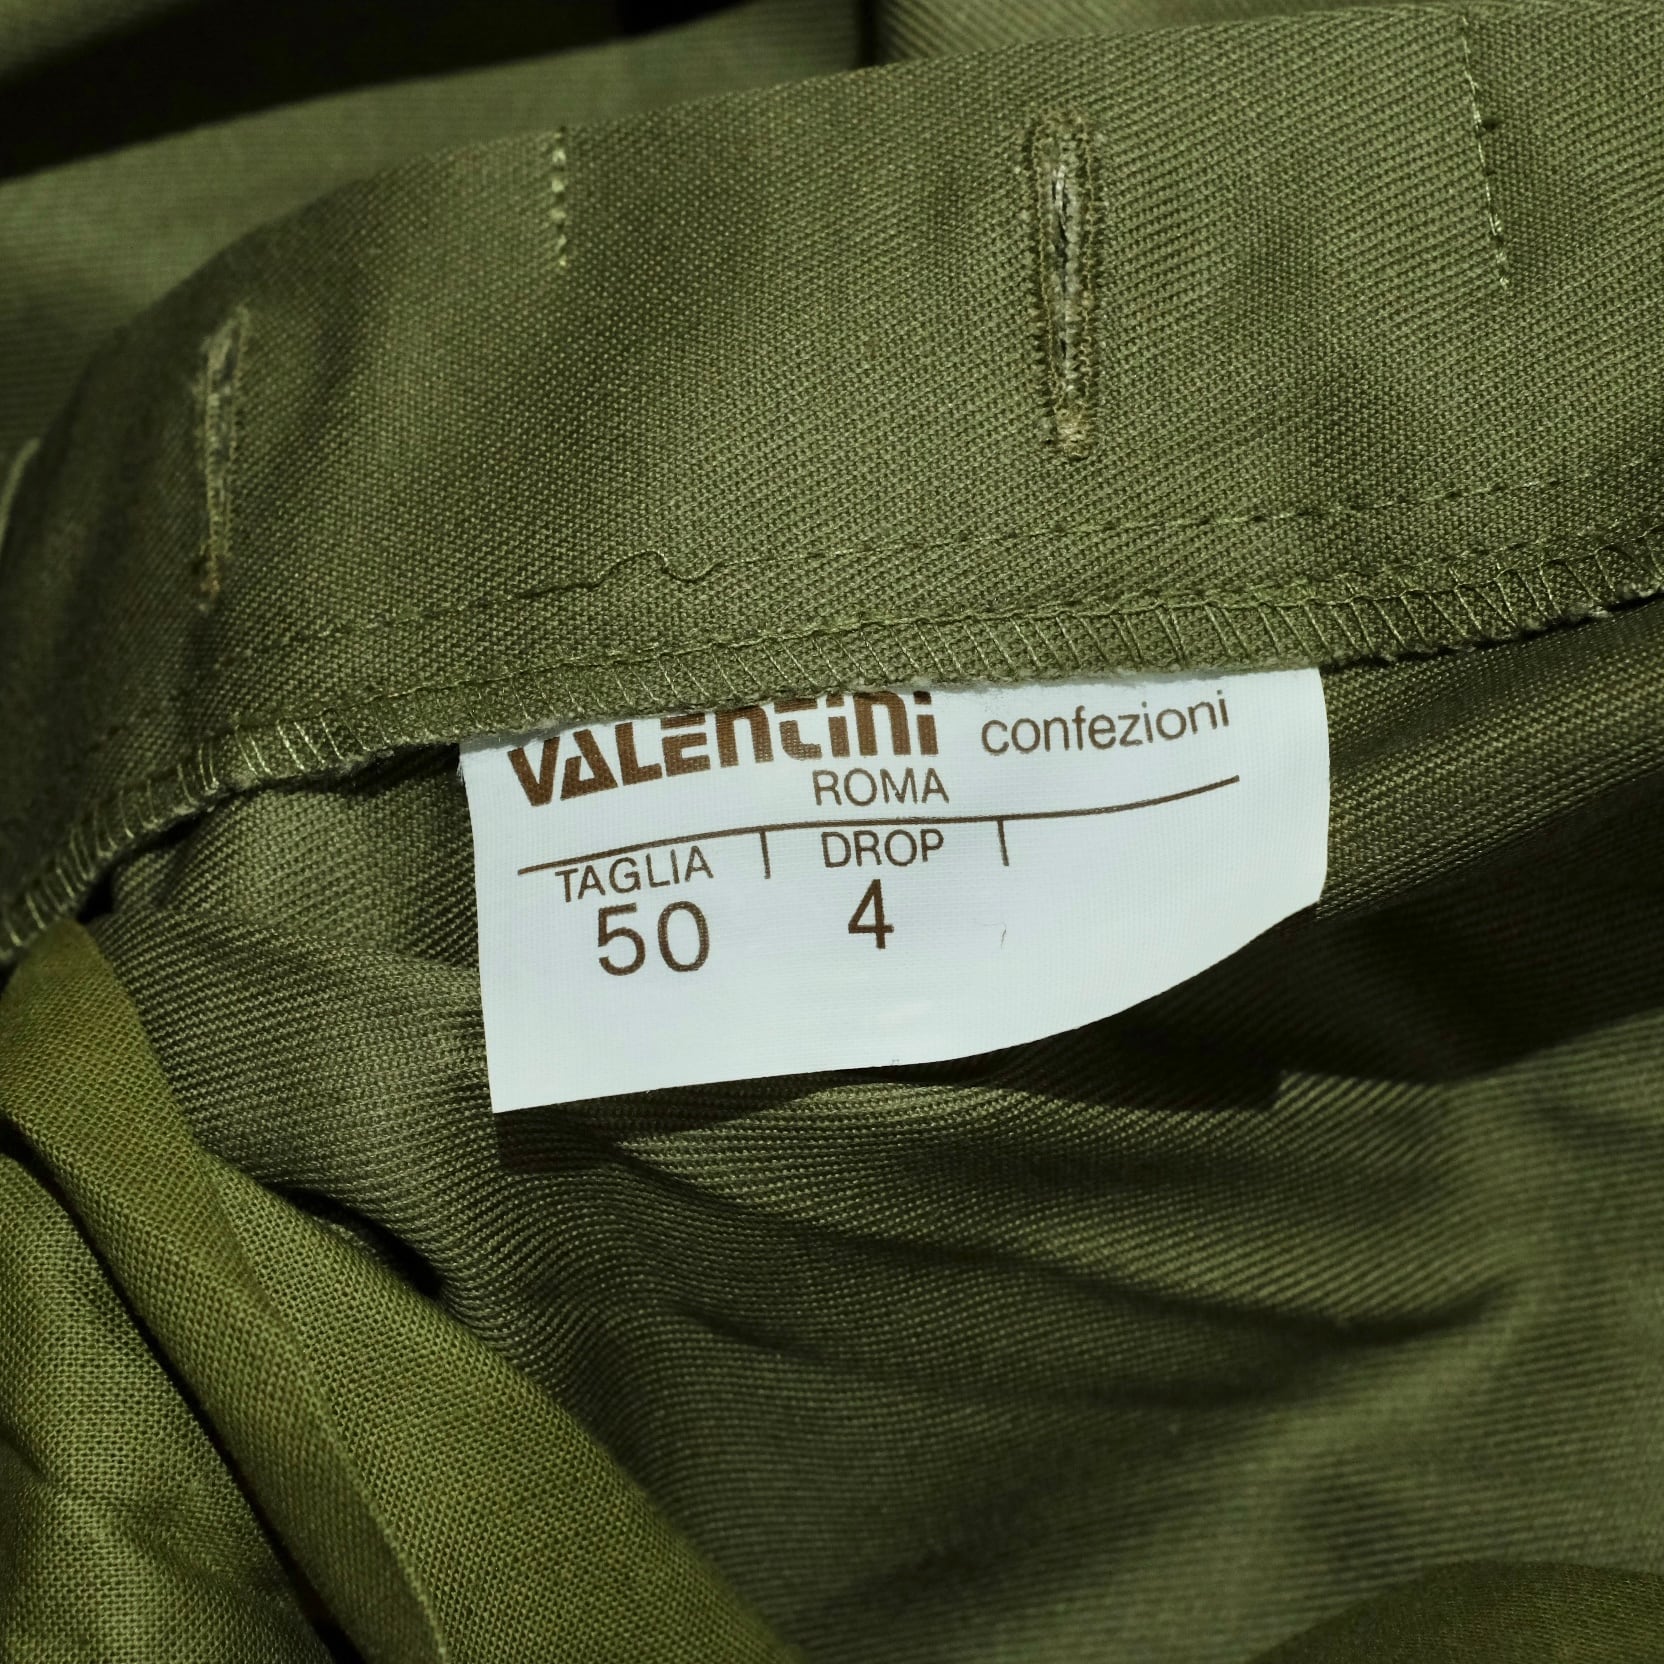 VALEntini confezioni
ROMA
TAGLIA DROP
50 4